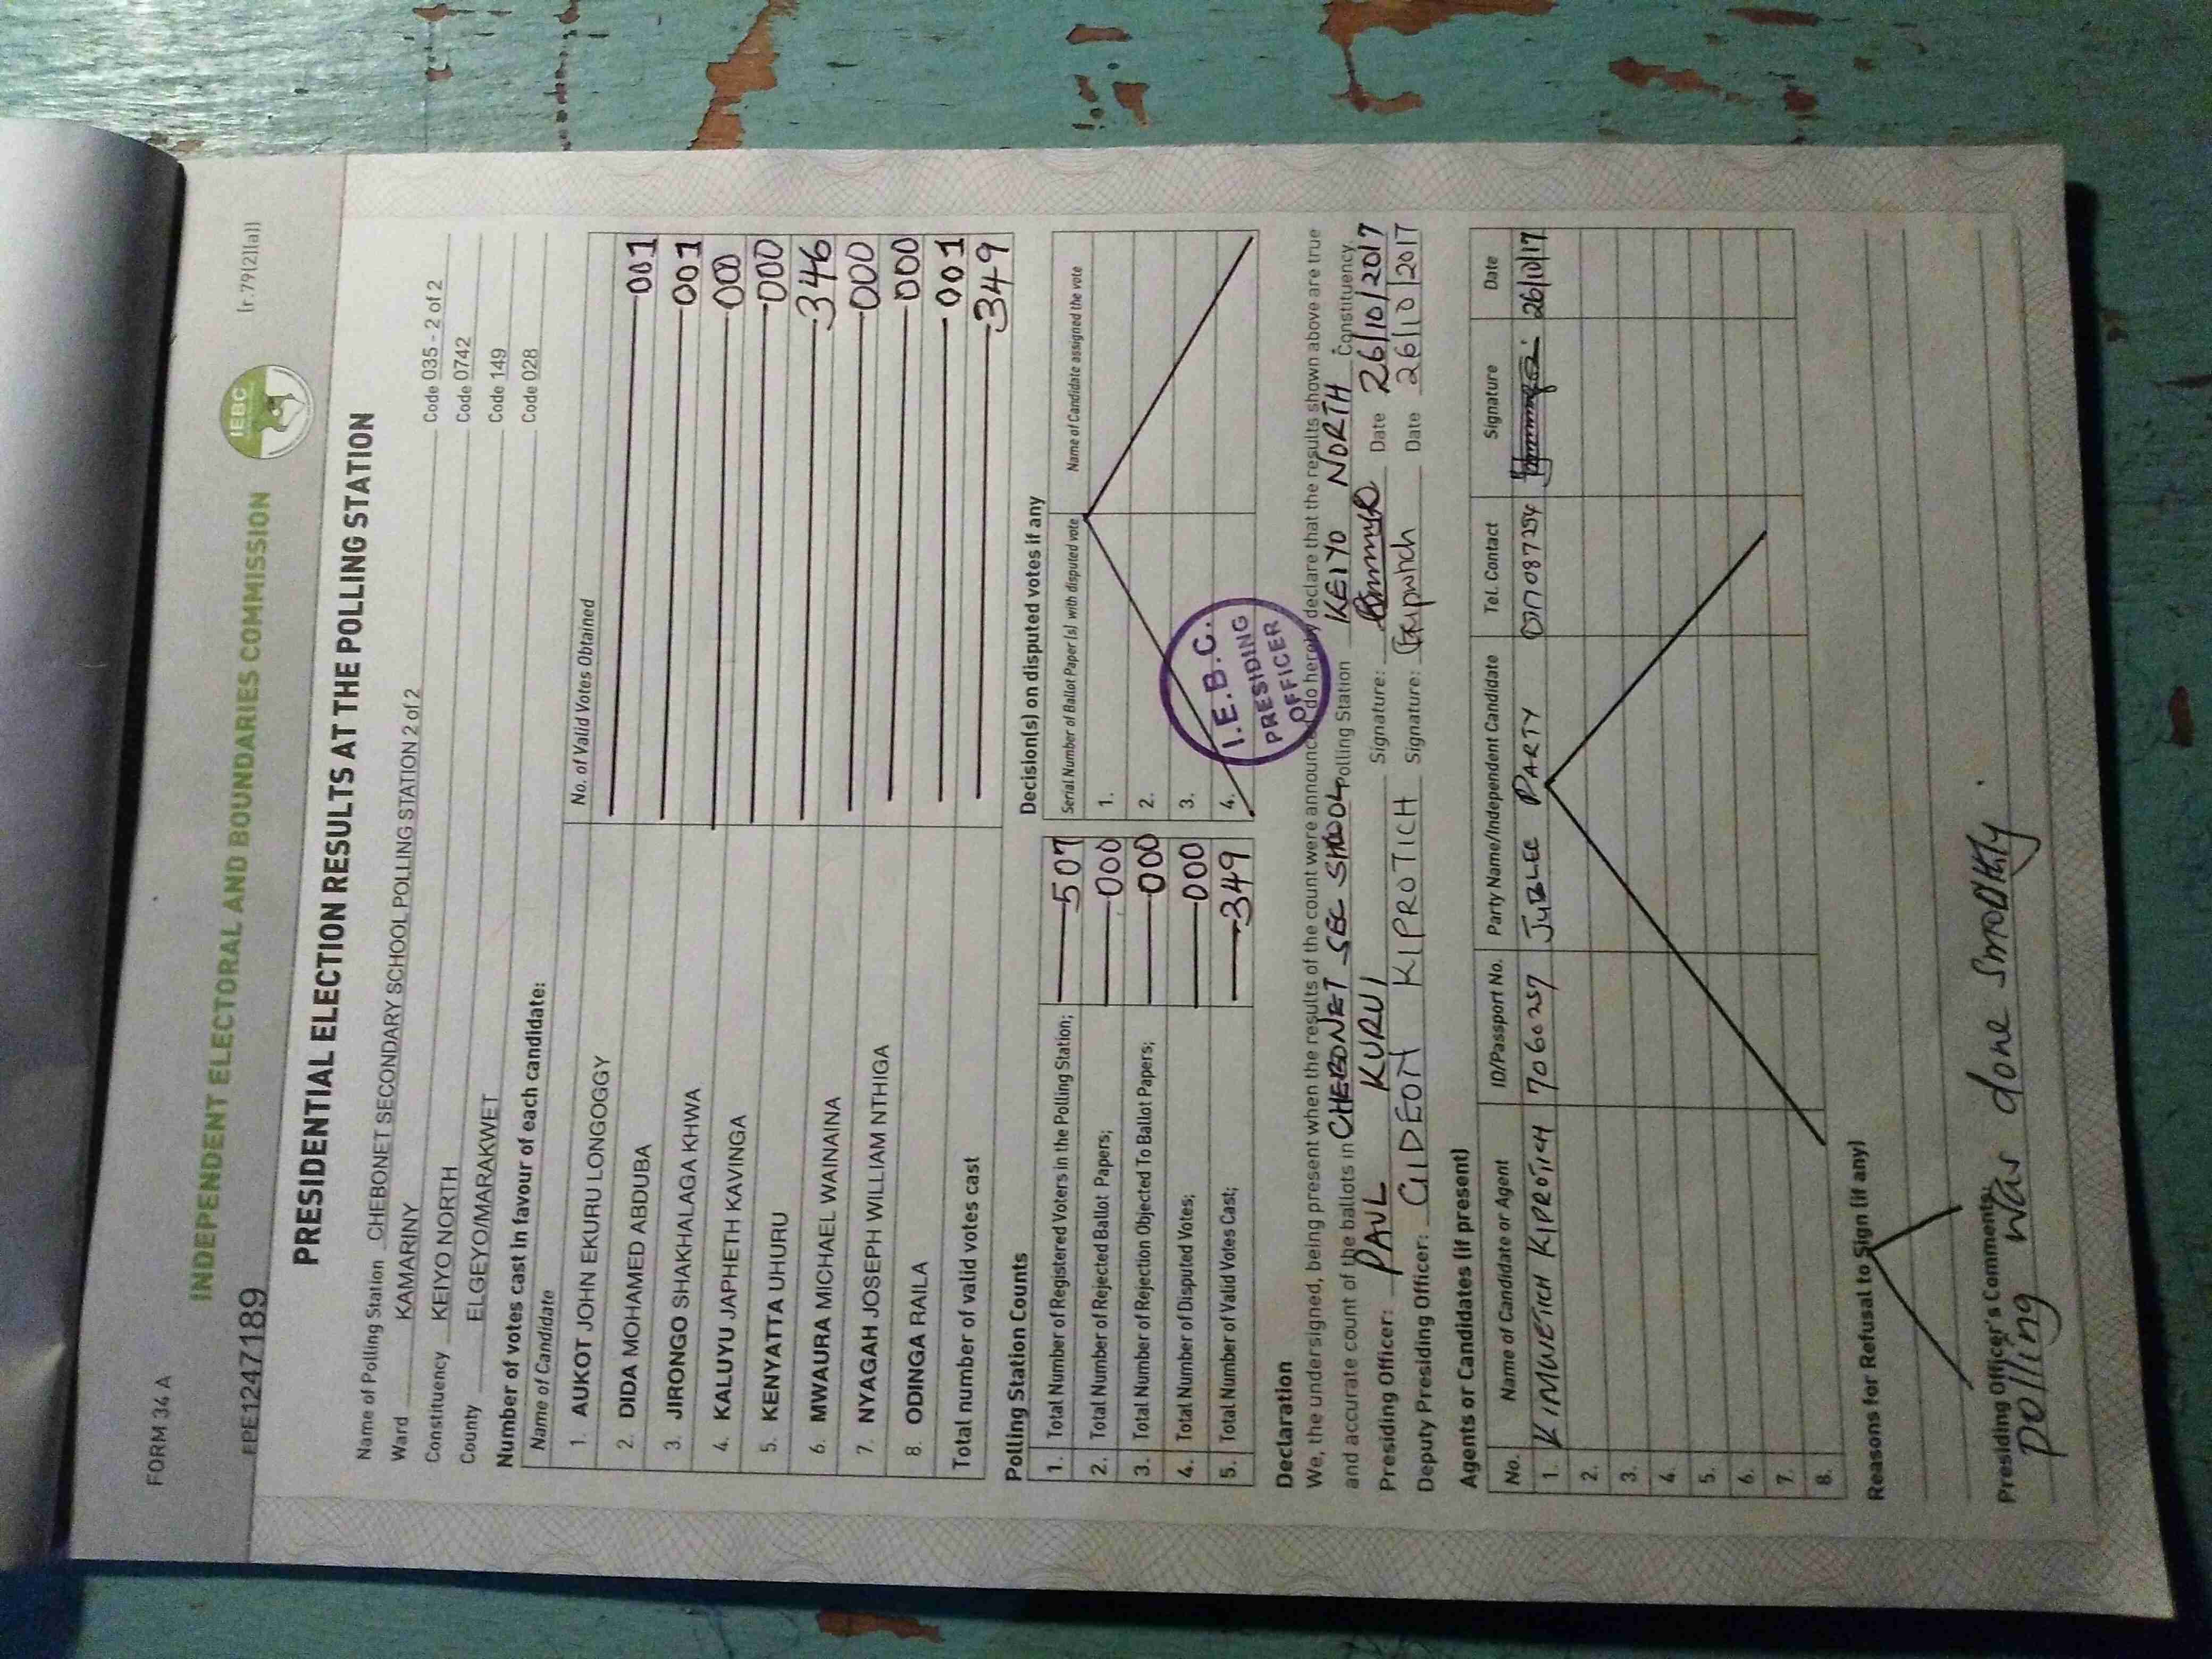 FORM 34 A
[r.79(2)(a)]
EPE1247189
IEBC
INDEPENDENT ELECTORAL AND BOUNDARIES COMMISSION
PRESIDENTIAL ELECTION RESULTS AT THE POLLING STATION
Name of Polling Station CHEBONET SECONDARY SCHOOL POLLING STATION 2 of 2 Code 035 - 2 of 2
Ward KAMARINY Code 0742
Constituency KEIYO NORTH Code 149
County ELGEYO/MARAKWET Code 028
Number of votes cast in favour of each candidate:
Name of Candidate No. of Valid Votes Obtained
1. AUKOT JOHN EKURU LONGOGGY 001
2. DIDA MOHAMED ABDUBA 001
3. JIRONGO SHAKHALAGA KHWA 000
4. KALUYU JAPHETH KAVINGA 000
5. KENYATTA UHURU 346
6. MWAURA MICHAEL WAINAINA 000
7. NYAGAH JOSEPH WILLIAM NTHIGA 000
8. ODINGA RAILA 001
Total number of valid votes cast 349
Polling Station Counts
1. Total Number of Registered Voters in the Polling Station; 507
2. Total Number of Rejected Ballot Papers; 000
3. Total Number of Rejection Objected To Ballot Papers; 000
4. Total Number of Disputed Votes; 000
5. Total Number of Valid Votes Cast; 349
Decision(s) on disputed votes if any
Serial Number of Ballot Paper (s) with disputed vote Name of Candidate assigned the vote
1.
2.
3.
4.
I.E.B.C.
PRESIDING
OFFICER
Declaration
We, the undersigned, being present when the results of the count were announced do hereby declare that the results shown above are true
and accurate count of the ballots in CHEBONET SEC SHOOL Polling Station KEIYO NORTH Constituency.
Presiding Officer: PAUL KURUI Signature: Date 26/10/2017
Deputy Presiding Officer: GIDEON KIPROTICH Signature: Date 26/10/2017
Agents or Candidates (if present)
No. Name of Candidate or Agent ID/Passport No. Party Name/Independent Candidate Tel. Contact Signature Date
1. KIMWETICH KIPROTICH 7060257 JUBLEE PARTY 0717087254 26/10/17
2.
3.
4.
5.
6.
7.
8.
Reasons for Refusal to Sign (if any)
Presiding Officer's Comments:
polling was done smoothly.